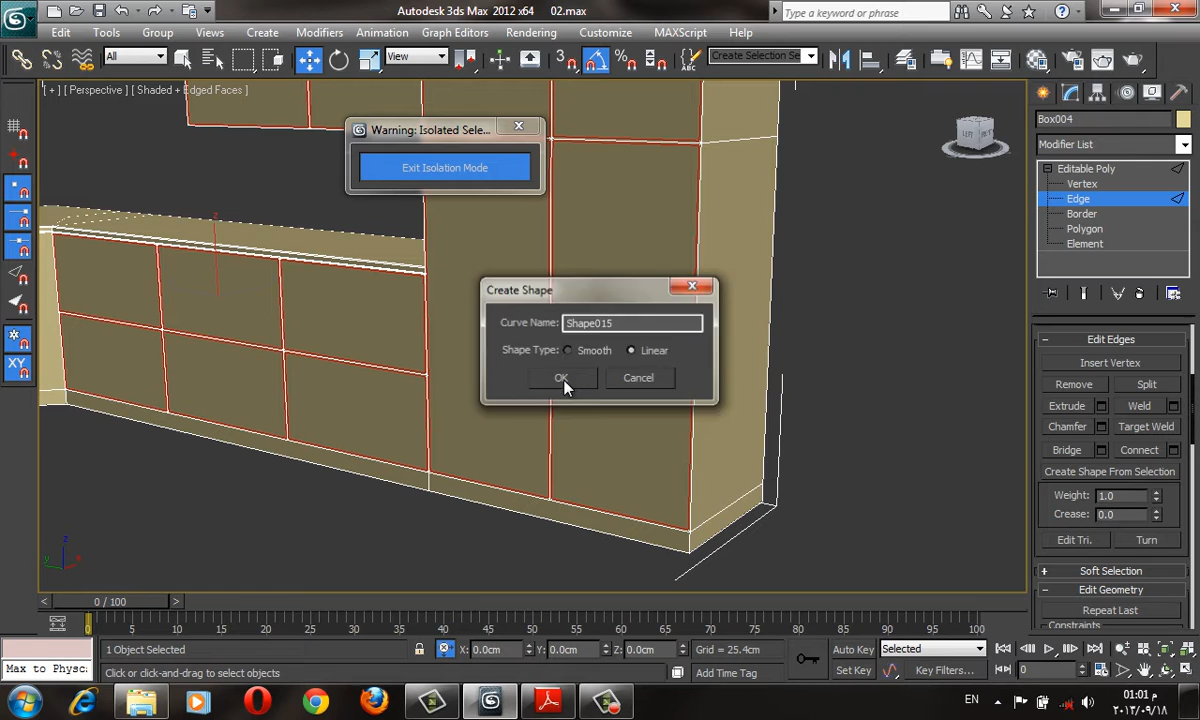 Autodesk 3ds Max 2012 x64 02.max
Type a keyword or phrase
Edit Tools Group Views Create Modifiers Animation Graph Editors Rendering Customize MAXScript Help
All View Create Selection Se
[ + ] [ Perspective ] [ Shaded + Edged Faces ]
Warning: Isolated Sele...
Exit Isolation Mode
Create Shape
Curve Name: Shape015
Shape Type: Smooth Linear
OK Cancel
Box004
Modifier List
Editable Poly
Vertex
Edge
Border
Polygon
Element
Edit Edges
Insert Vertex
Remove Split
Extrude Weld
Chamfer Target Weld
Bridge Connect
Create Shape From Selection
Weight: 1.0
Crease: 0.0
Edit Tri. Turn
Soft Selection
Edit Geometry
Repeat Last
Constraints
0 / 100
0 5 10 15 20 25 30 35 40 45 50 55 60 65 70 75 80 85 90 95 100
1 Object Selected X: 0.0cm Y: 0.0cm Z: 0.0cm Grid = 25.4cm Auto Key Selected
Max to Physc Click or click-and-drag to select objects Add Time Tag Set Key Key Filters... 0
EN 01:01 م
٢٠١٣/٠٩/١٨